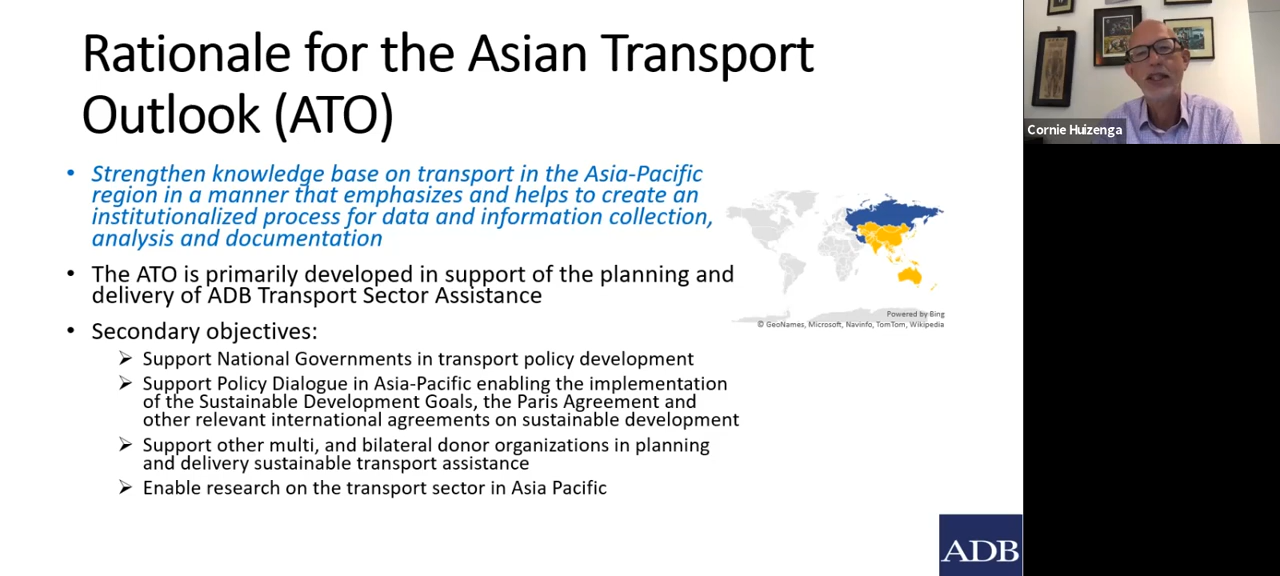 Rationale for the Asian Transport
Outlook (ATO)
• Strengthen knowledge base on transport in the Asia-Pacific
region in a manner that emphasizes and helps to create an
institutionalized process for data and information collection,
analysis and documentation
• The ATO is primarily developed in support of the planning and
delivery of ADB Transport Sector Assistance
• Secondary objectives:
➢ Support National Governments in transport policy development
➢ Support Policy Dialogue in Asia-Pacific enabling the implementation
of the Sustainable Development Goals, the Paris Agreement and
other relevant international agreements on sustainable development
➢ Support other multi, and bilateral donor organizations in planning
and delivery sustainable transport assistance
➢ Enable research on the transport sector in Asia Pacific
Powered by Bing
© GeoNames, Microsoft, Navinfo, TomTom, Wikipedia
ADB
Cornie Huizenga